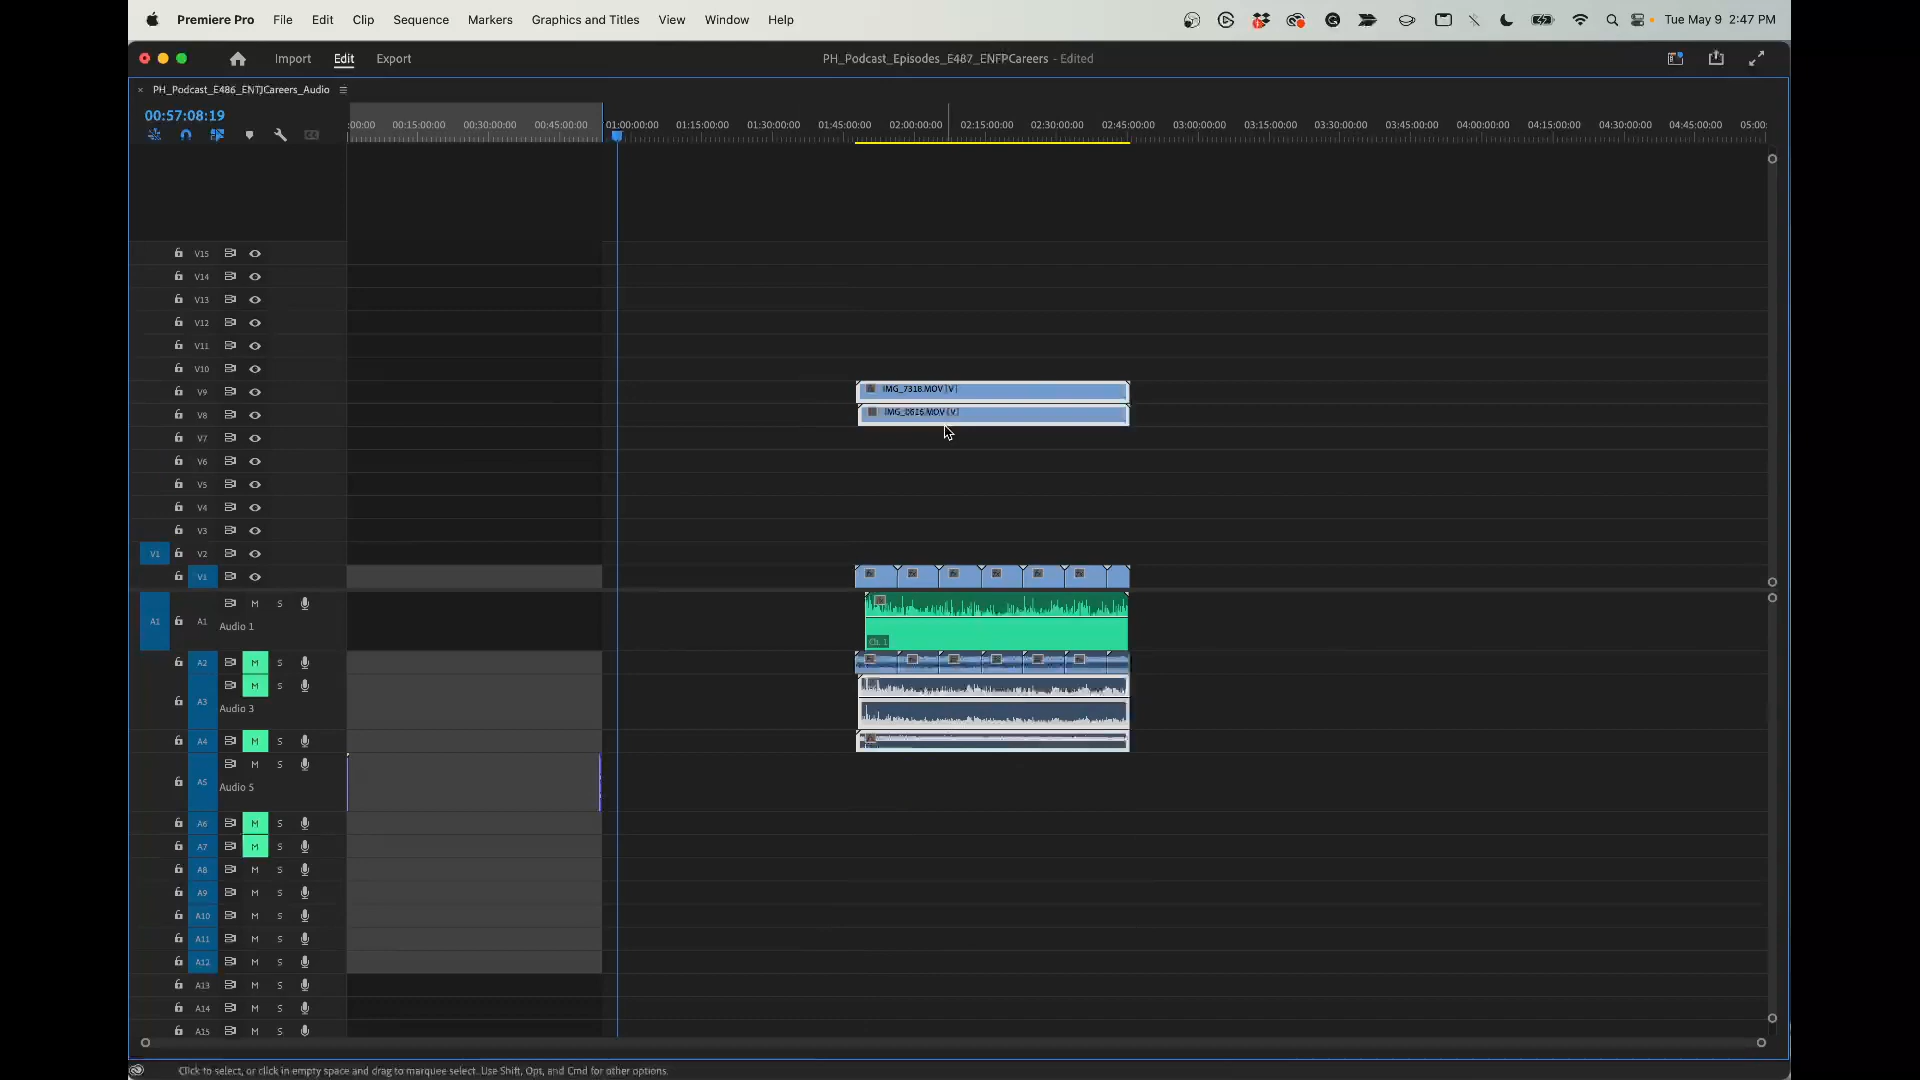 Premiere Pro File Edit Clip Sequence Markers Graphics and Titles View Window Help Tue May 9 2:47 PM
Import Edit Export PH_Podcast_Episodes_E487_ENFPCareers - Edited
PH_Podcast_E486_ENTJCareers_Audio
00:57:08:19
:00:00 00:15:00:00 00:30:00:00 00:45:00:00 01:00:00:00 01:15:00:00 01:30:00:00 01:45:00:00 02:00:00:00 02:15:00:00 02:30:00:00 02:45:00:00 03:00:00:00 03:15:00:00 03:30:00:00 03:45:00:00 04:00:00:00 04:15:00:00 04:30:00:00 04:45:00:00 05:00:
V15
V14
V13
V12
V11
V10
V9 IMG_7318.MOV [V]
V8 IMG_0616.MOV [V]
V7
V6
V5
V4
V3
V1 V2
V1
M S
A1 A1 Audio 1
Ch. 1
A2 M S
M S
A3 Audio 3
A4 M S
M S
A5 Audio 5
A6 M S
A7 M S
A8 M S
A9 M S
A10 M S
A11 M S
A12 M S
A13 M S
A14 M S
A15 M S
Click to select, or click in empty space and drag to marquee select. Use Shift, Opt, and Cmd for other options.